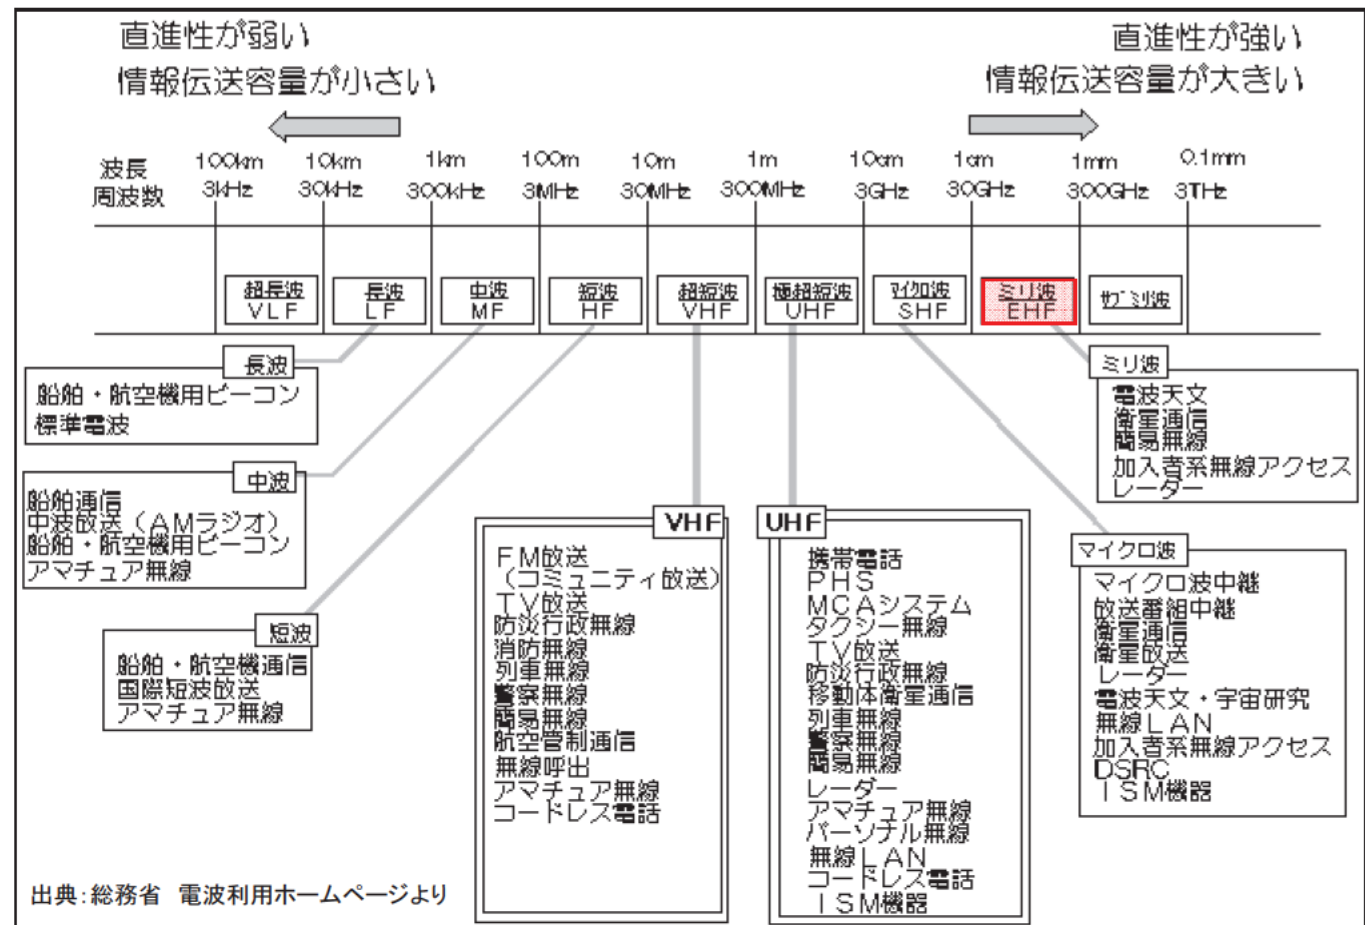 直進性が弱い
情報伝送容量が小さい
直進性が強い
情報伝送容量が大きい
波長 100km 10km 1km 100m 10m 1m 10cm 1cm 1mm 0.1mm
周波数 3kHz 30kHz 300kHz 3MHz 30MHz 300MHz 3GHz 30GHz 300GHz 3THz
超長波 長波 中波 短波 超短波 極超短波 マイクロ波 ミリ波 サブミリ波
VLF LF MF HF VHF UHF SHF EHF
長波
船舶・航空機用ビーコン
標準電波
中波
船舶通信
中波放送（AMラジオ）
船舶・航空機用ビーコン
アマチュア無線
短波
船舶・航空機通信
国際短波放送
アマチュア無線
VHF
FM放送
（コミュニティ放送）
TV放送
防災行政無線
消防無線
列車無線
警察無線
簡易無線
航空管制通信
無線呼出
アマチュア無線
コードレス電話
UHF
携帯電話
PHS
MCAシステム
タクシー無線
TV放送
防災行政無線
移動体衛星通信
列車無線
警察無線
簡易無線
レーダー
アマチュア無線
パーソナル無線
無線LAN
コードレス電話
ISM機器
ミリ波
電波天文
衛星通信
簡易無線
加入者系無線アクセス
レーダー
マイクロ波
マイクロ波中継
放送番組中継
衛星通信
衛星放送
レーダー
電波天文・宇宙研究
無線LAN
加入者系無線アクセス
DSRC
ISM機器
出典：総務省 電波利用ホームページより